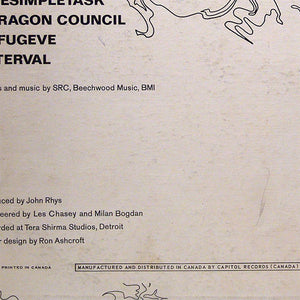 ESIMPLETASK
RAGON COUNCIL
FUGEVE
TERVAL
s and music by SRC, Beechwood Music, BMI
uced by John Rhys
eered by Les Chasey and Milan Bogdan
rded at Tera Shirma Studios, Detroit
r design by Ron Ashcroft
PRINTED IN CANADA
MANUFACTURED AND DISTRIBUTED IN CANADA BY CAPITOL RECORDS (CANADA)